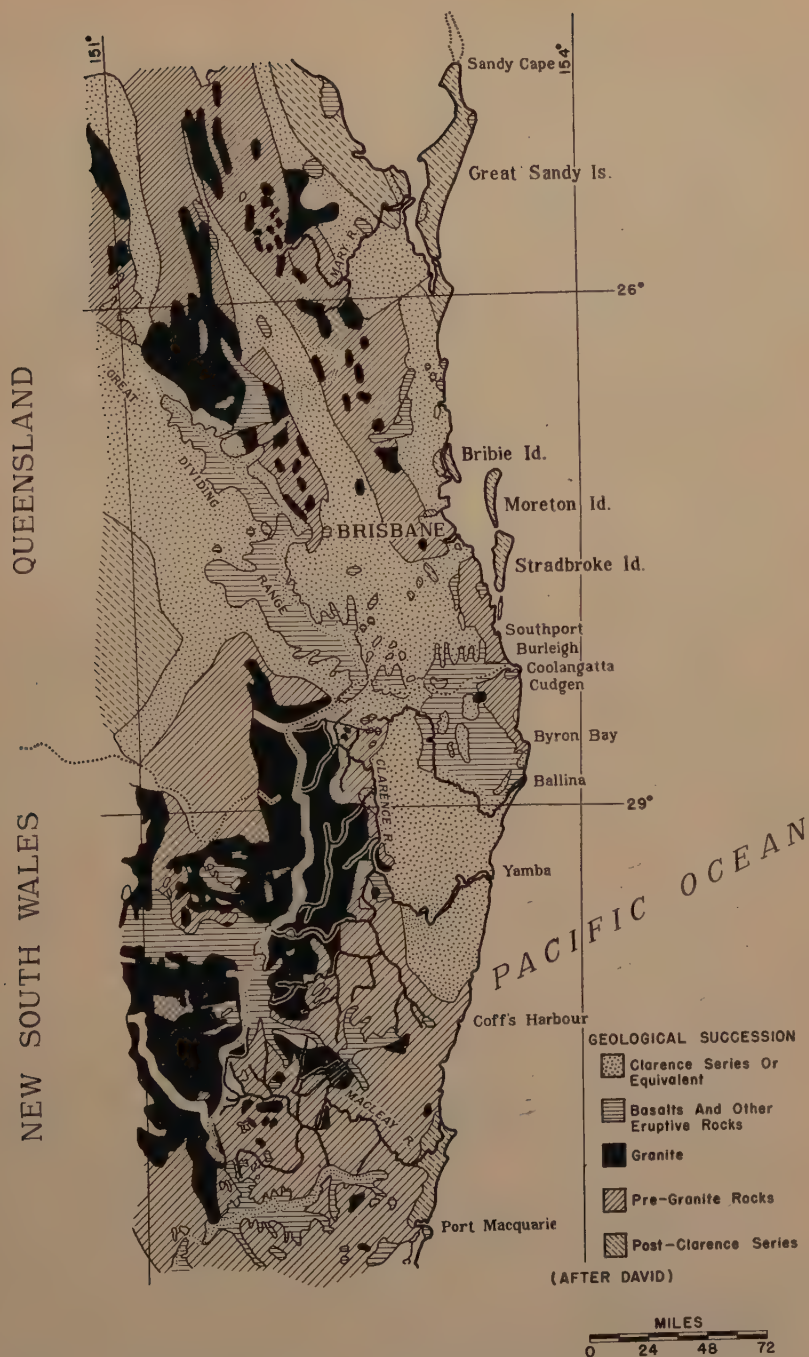 151°
154°
Sandy Cape
Great Sandy Is.
MARY R.
26°
QUEENSLAND
GREAT
DIVIDING
RANGE
Bribie Id.
Moreton Id.
BRISBANE
Stradbroke Id.
Southport
Burleigh
Coolangatta
Cudgen
Byron Bay
Ballina
CLARENCE R.
29°
NEW SOUTH WALES
Yamba
PACIFIC OCEAN
Coff's Harbour
MACLEAY R.
Port Macquarie
GEOLOGICAL SUCCESSION
Clarence Series Or
Equivalent
Basalts And Other
Eruptive Rocks
Granite
Pre-Granite Rocks
Post-Clarence Series
(AFTER DAVID)
MILES
0 24 48 72